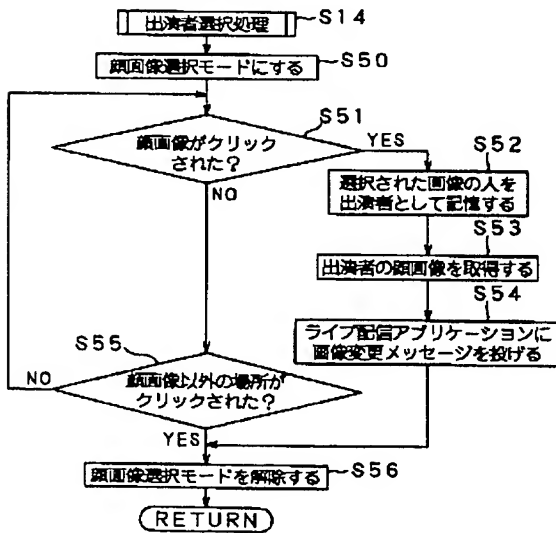 出演者選択処理
S14
顔画像選択モードにする
S50
顔画像がクリック
された？
S51
YES
NO
S52
選択された画像の人を
出演者として記憶する
S53
出演者の顔画像を取得する
S54
ライブ配信アプリケーションに
画像変更メッセージを投げる
S55
顔画像以外の場所が
クリックされた？
NO
YES
顔画像選択モードを解除する
S56
RETURN